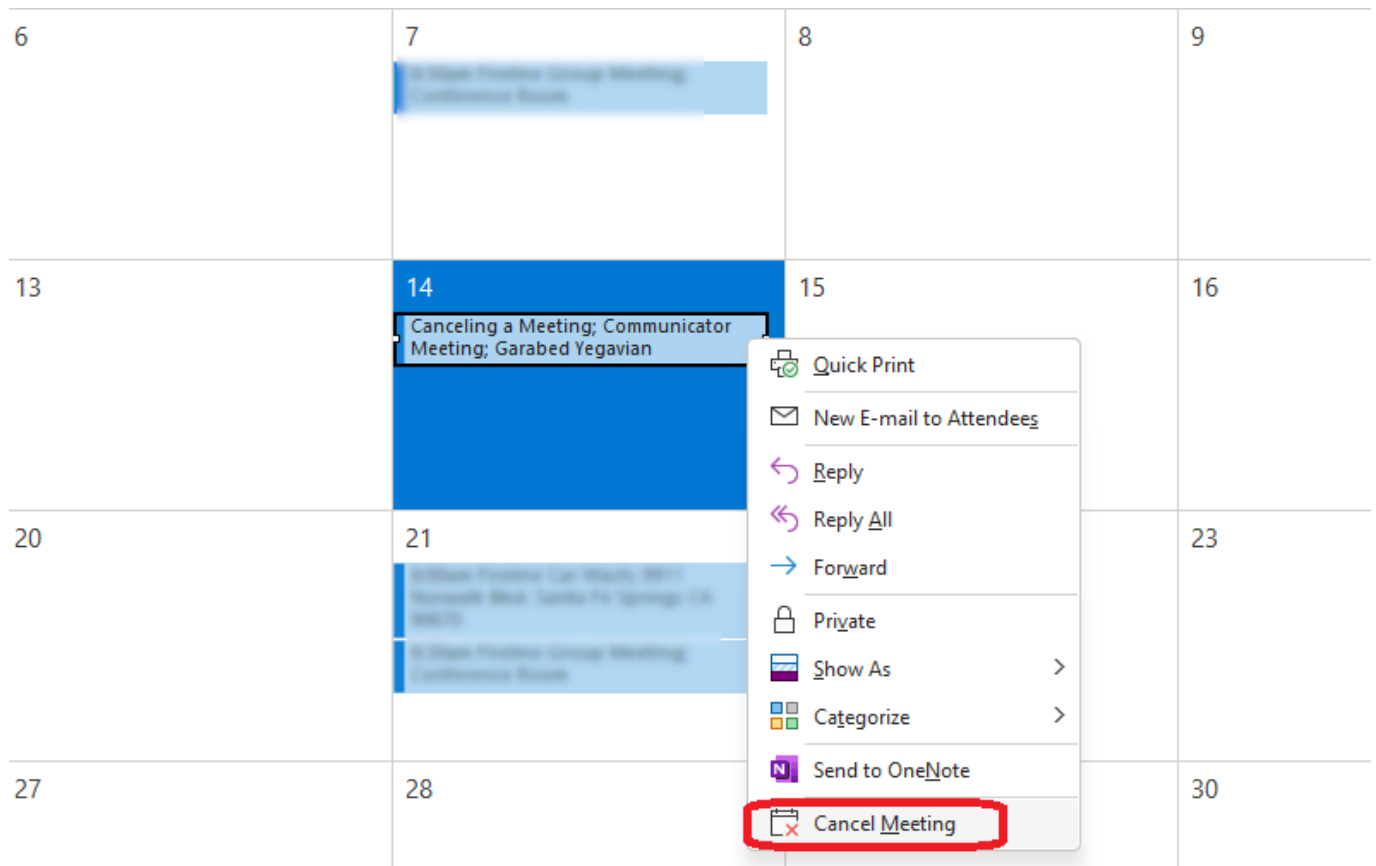 6
7
8
9
13
14
15
16
Canceling a Meeting; Communicator
Meeting; Garabed Yegavian
Quick Print
New E-mail to Attendees
Reply
Reply All
Forward
Private
Show As
Categorize
Send to OneNote
Cancel Meeting
20
21
23
27
28
30